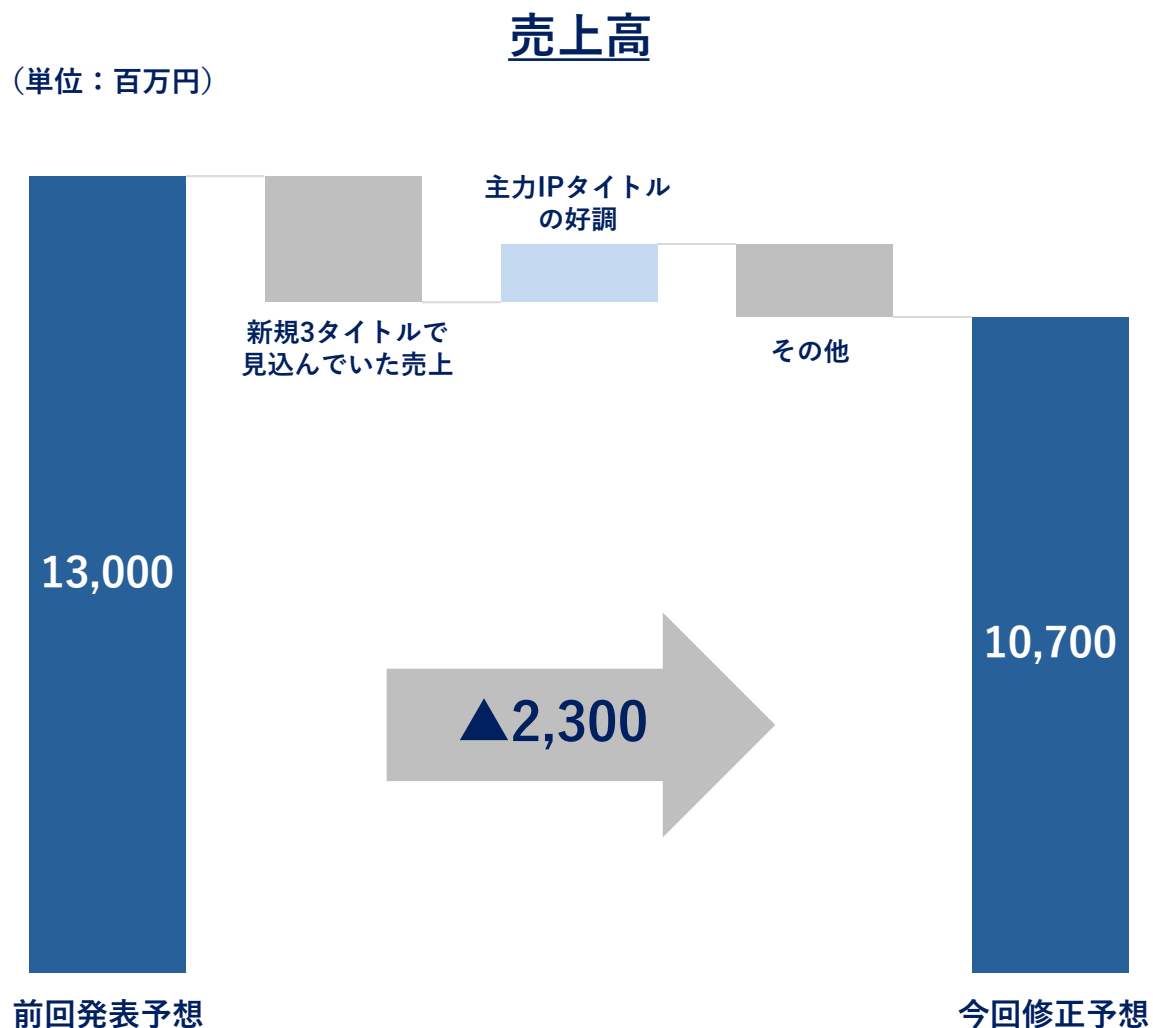 売上高
（単位：百万円）
主力IPタイトル
の好調
新規3タイトルで
見込んでいた売上
その他
13,000
10,700
▲2,300
前回発表予想
今回修正予想